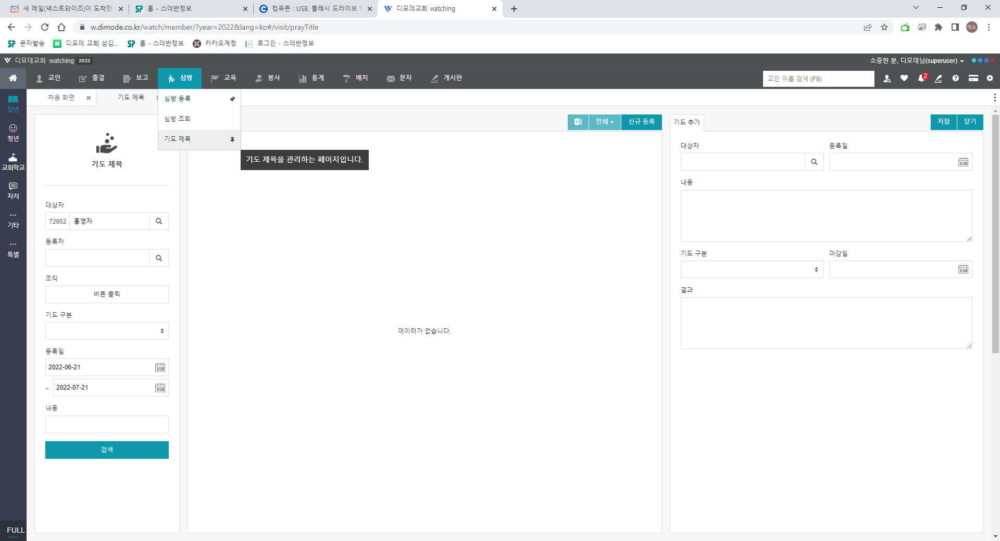 새 메일(넥스트와이즈)이 도착했
홈 - 스데반정보
컴퓨존 : USB, 플래시 드라이브 T
디모데교회 watching
w.dimode.co.kr/watch/member/?year=2022&lang=ko#/visit/prayTitle
미소
문자발송
디모데 교회 섬김...
홈 - 스데반정보
카카오계정
로그인 - 스데반정보
디모데교회 watching 2022
소중한 분, 디모데님(superuser)
교인
출결
보고
심방
교육
봉사
통계
배치
문자
게시판
교인 이름 검색 (F9)
2
장년
청년
교회학교
자치
기타
특별
FULL
처음 화면
기도 제목
심방 등록
심방 조회
기도 제목
기도 제목을 관리하는 페이지입니다.
기도 제목
대상자
72952 홍영자
등록자
조직
버튼 클릭
기도 구분
등록일
2022-06-21
~ 2022-07-21
내용
검색
인쇄
신규 등록
데이터가 없습니다.
기도 추가
저장
닫기
대상자
등록일
내용
기도 구분
마감일
결과